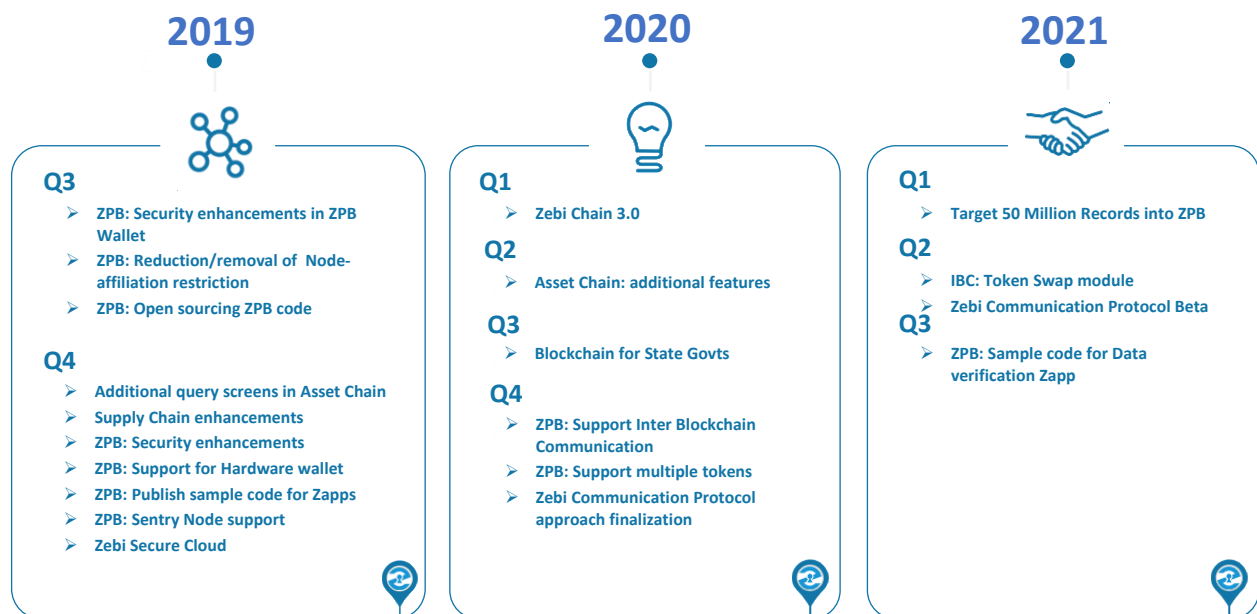 2019
Q3
ZPB: Security enhancements in ZPB
Wallet
ZPB: Reduction/removal of Node-
affiliation restriction
ZPB: Open sourcing ZPB code
Q4
Additional query screens in Asset Chain
Supply Chain enhancements
ZPB: Security enhancements
ZPB: Support for Hardware wallet
ZPB: Publish sample code for Zapps
ZPB: Sentry Node support
Zebi Secure Cloud
2020
Q1
Zebi Chain 3.0
Q2
Asset Chain: additional features
Q3
Blockchain for State Govts
Q4
ZPB: Support Inter Blockchain
Communication
ZPB: Support multiple tokens
Zebi Communication Protocol
approach finalization
2021
Q1
Target 50 Million Records into ZPB
Q2
IBC: Token Swap module
Zebi Communication Protocol Beta
Q3
ZPB: Sample code for Data
verification Zapp